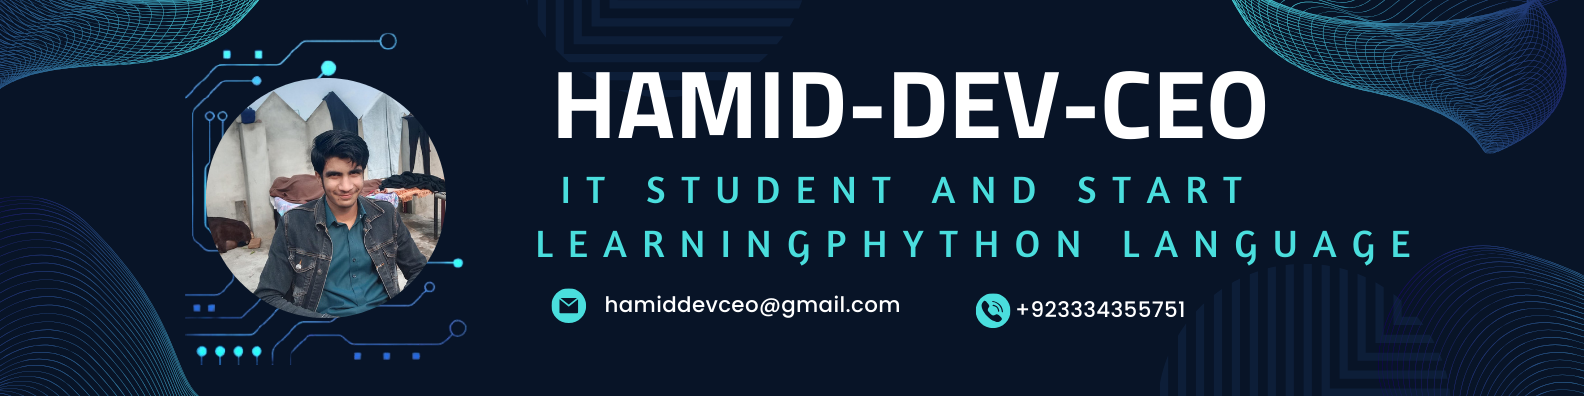 HAMID-DEV-CEO
IT STUDENT AND START
LEARNINGPHYTHON LANGUAGE
hamiddevceo@gmail.com
+923334355751